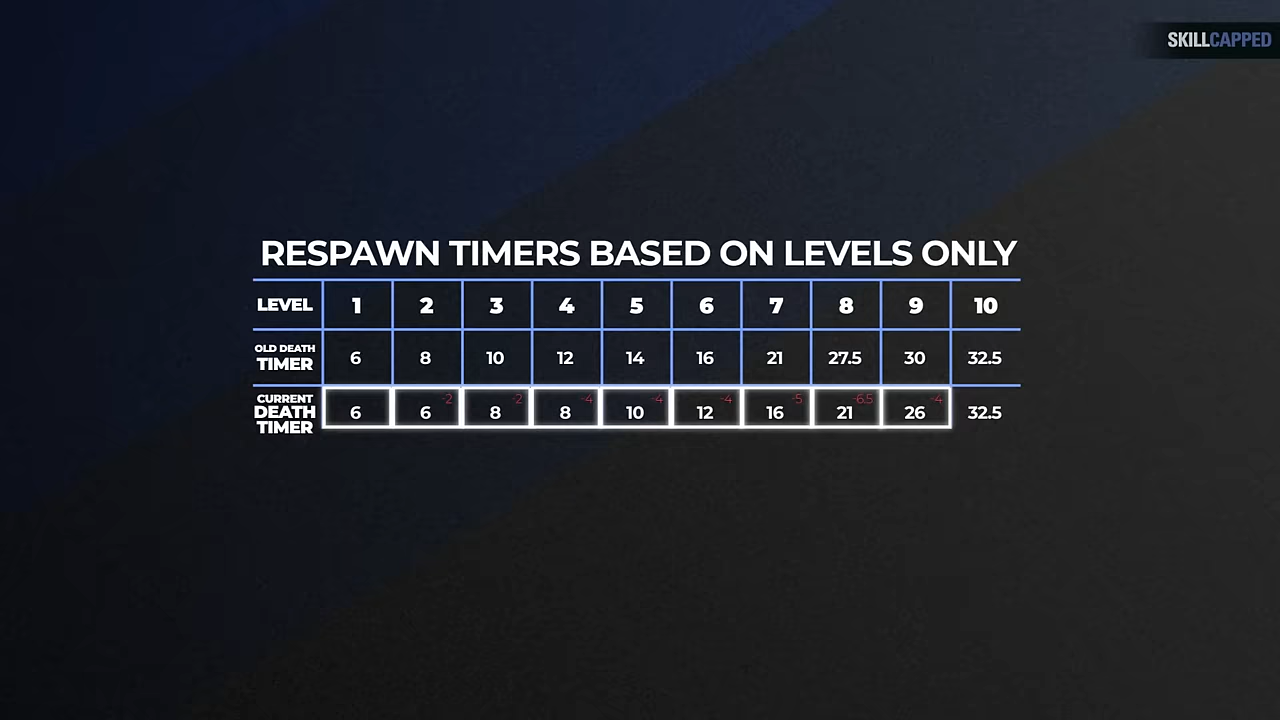 SKILLCAPPED
RESPAWN TIMERS BASED ON LEVELS ONLY
LEVEL 1 2 3 4 5 6 7 8 9 10
OLD DEATH
TIMER 6 8 10 12 14 16 21 27.5 30 32.5
CURRENT -2 -2 -4 -4 -4 -5 -6.5 -4
DEATH 6 6 8 8 10 12 16 21 26 32.5
TIMER